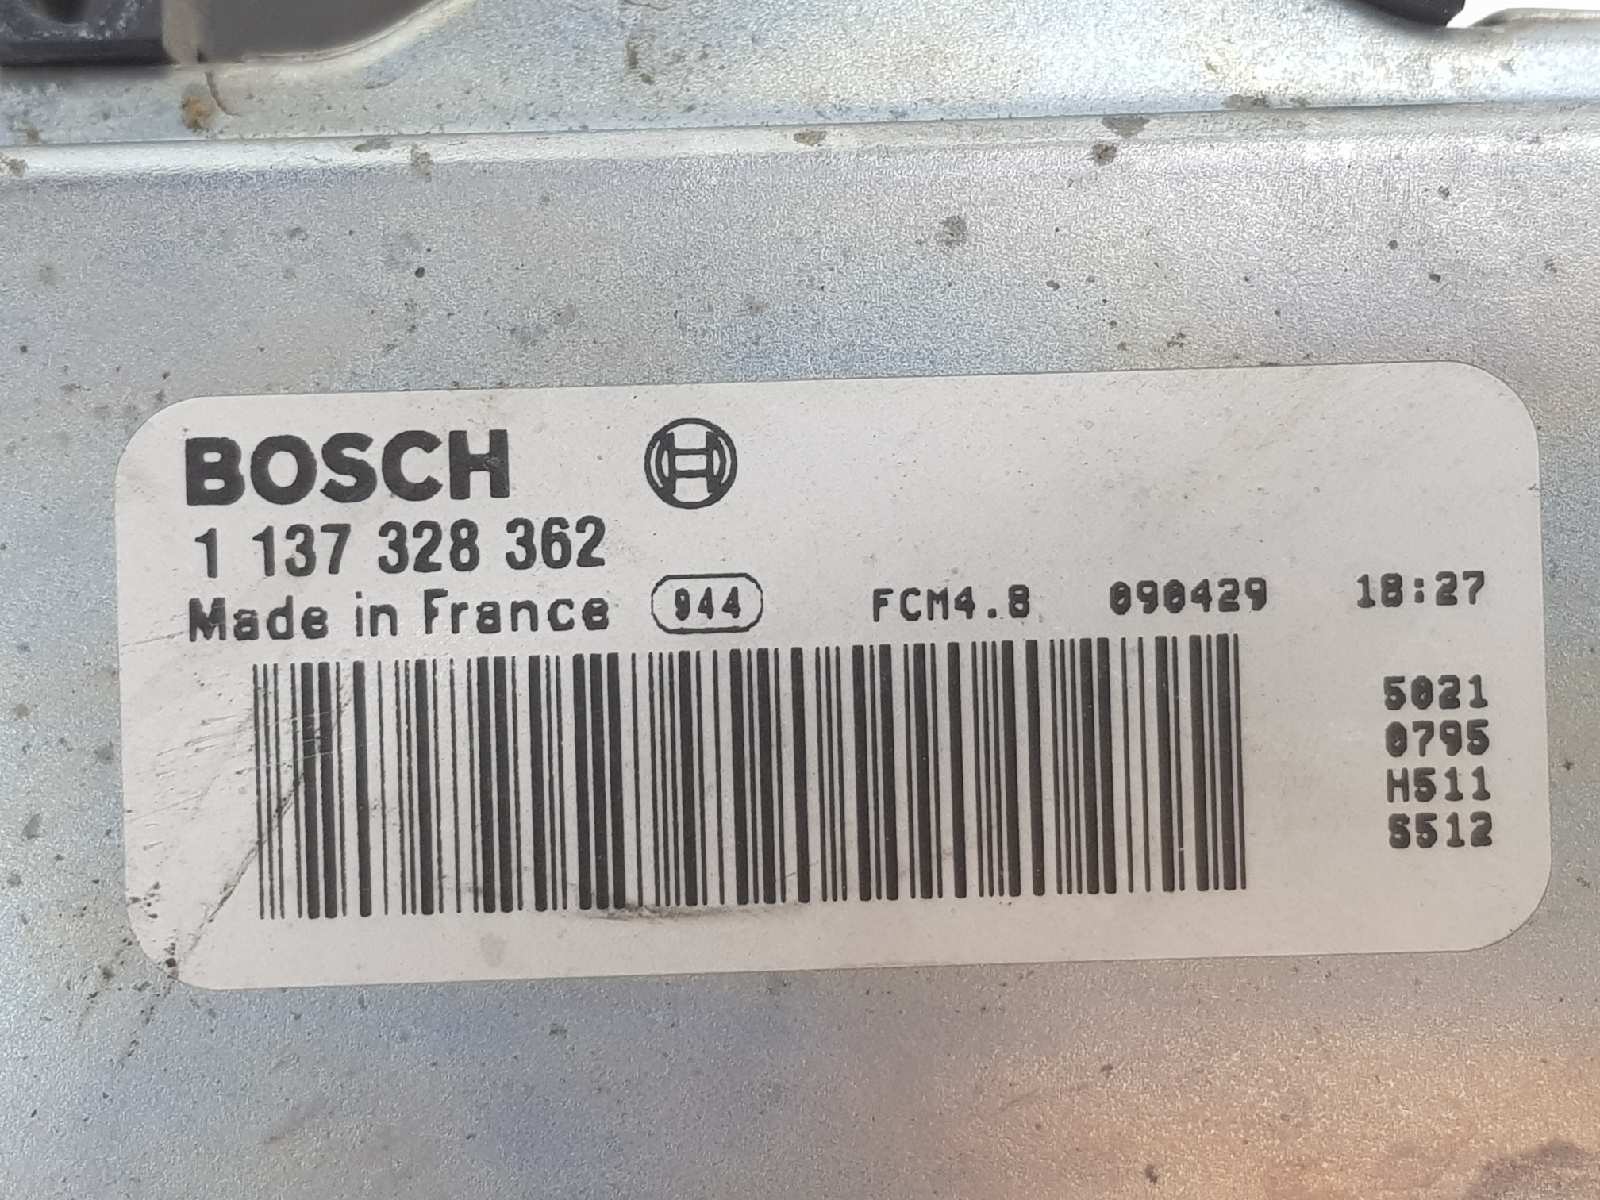 BOSCH
1 137 328 362
Made in France 944 FCM4.8 090429 18:27
5021
0795
H511
S512